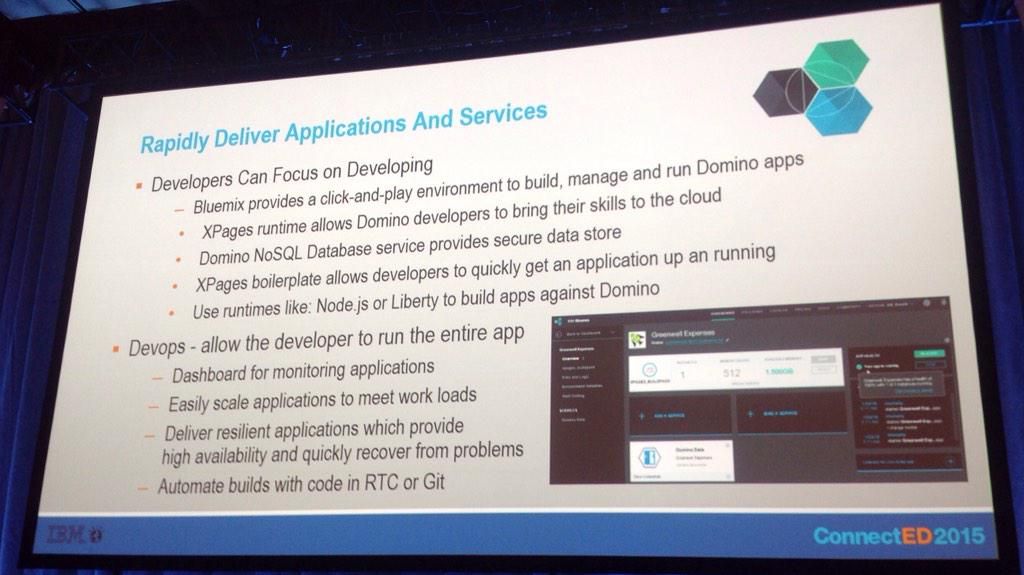 Rapidly Deliver Applications And Services
▪ Developers Can Focus on Developing
– Bluemix provides a click-and-play environment to build, manage and run Domino apps
• XPages runtime allows Domino developers to bring their skills to the cloud
• Domino NoSQL Database service provides secure data store
• XPages boilerplate allows developers to quickly get an application up an running
• Use runtimes like: Node.js or Liberty to build apps against Domino
▪ Devops - allow the developer to run the entire app
– Dashboard for monitoring applications
– Easily scale applications to meet work loads
– Deliver resilient applications which provide
high availability and quickly recover from problems
– Automate builds with code in RTC or Git
Greenwell Expenses
1
512
1.500GB
ADD A SERVICE
Domino Data
IBM
ConnectED2015